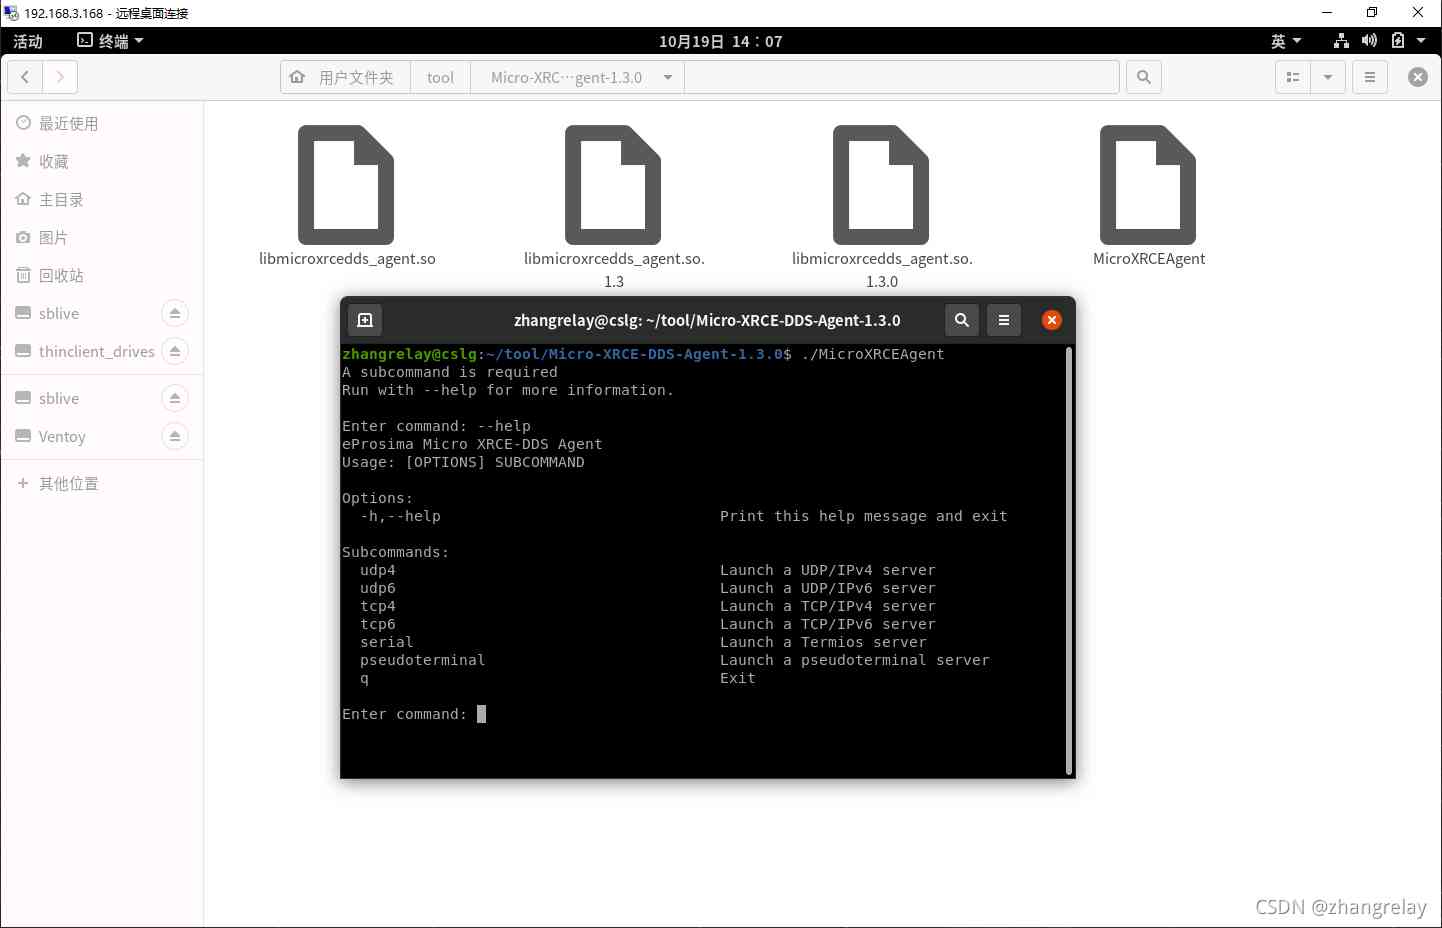 192.168.3.168 - 远程桌面连接
活动 终端 10月19日 14：07 英
用户文件夹 tool Micro-XRC…gent-1.3.0
最近使用
收藏
主目录
图片
回收站
sblive
thinclient_drives
sblive
Ventoy
其他位置
libmicroxrcedds_agent.so
libmicroxrcedds_agent.so.
1.3
libmicroxrcedds_agent.so.
1.3.0
MicroXRCEAgent
zhangrelay@cslg: ~/tool/Micro-XRCE-DDS-Agent-1.3.0
zhangrelay@cslg:~/tool/Micro-XRCE-DDS-Agent-1.3.0$ ./MicroXRCEAgent
A subcommand is required
Run with --help for more information.
Enter command: --help
eProsima Micro XRCE-DDS Agent
Usage: [OPTIONS] SUBCOMMAND
Options:
-h,--help Print this help message and exit
Subcommands:
udp4 Launch a UDP/IPv4 server
udp6 Launch a UDP/IPv6 server
tcp4 Launch a TCP/IPv4 server
tcp6 Launch a TCP/IPv6 server
serial Launch a Termios server
pseudoterminal Launch a pseudoterminal server
q Exit
Enter command:
CSDN @zhangrelay